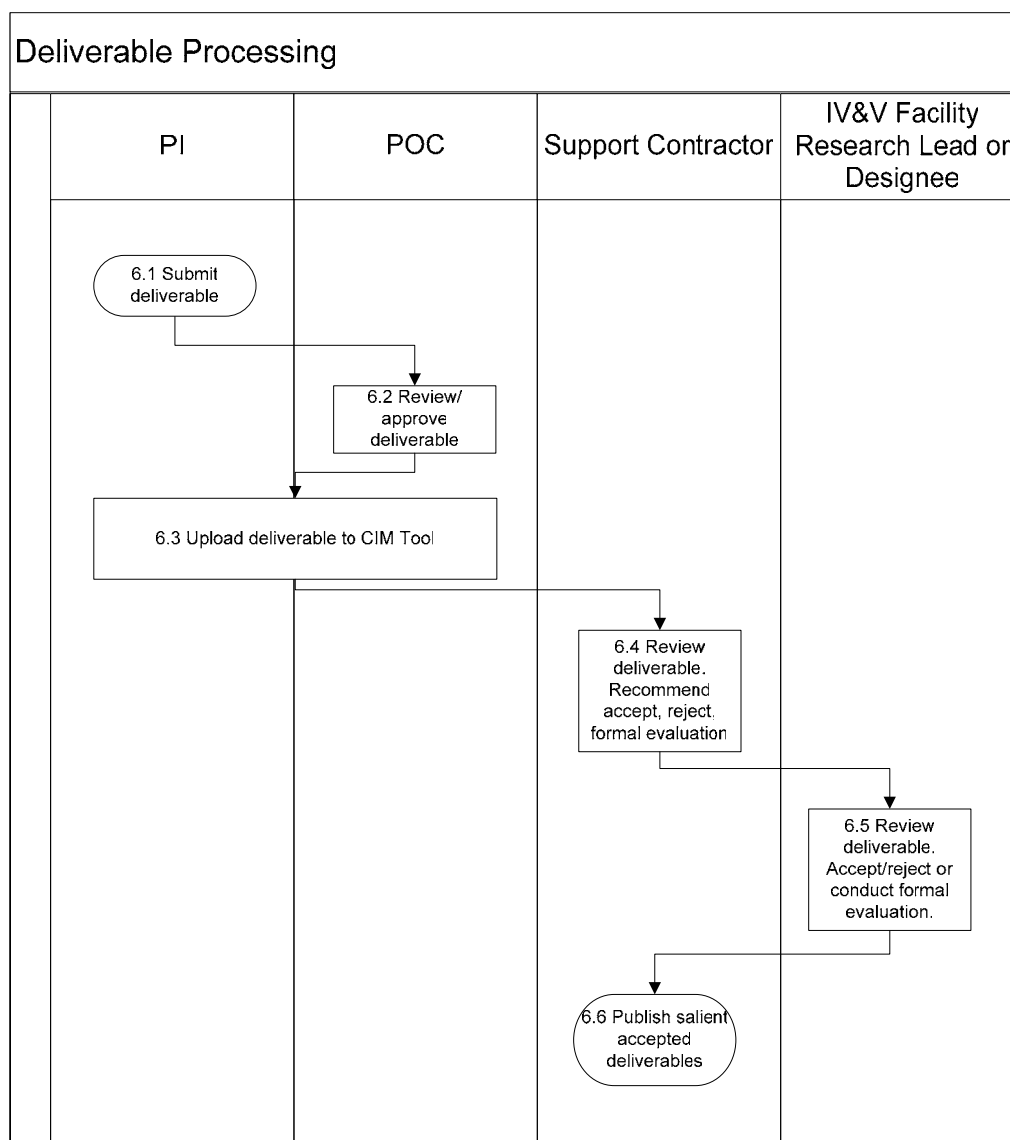 Deliverable Processing
PI
POC
Support Contractor
IV&V Facility
Research Lead or
Designee
6.1 Submit
deliverable
6.2 Review/
approve
deliverable
6.3 Upload deliverable to CIM Tool
6.4 Review
deliverable.
Recommend
accept, reject,
formal evaluation
6.5 Review
deliverable.
Accept/reject or
conduct formal
evaluation.
6.6 Publish salient
accepted
deliverables